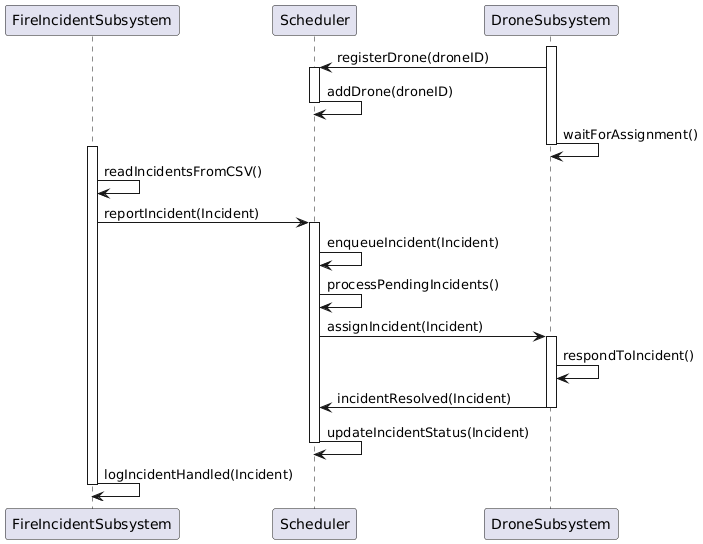 FireIncidentSubsystem
Scheduler
DroneSubsystem
registerDrone(droneID)
addDrone(droneID)
waitForAssignment()
readIncidentsFromCSV()
reportIncident(Incident)
enqueueIncident(Incident)
processPendingIncidents()
assignIncident(Incident)
respondToIncident()
incidentResolved(Incident)
updateIncidentStatus(Incident)
logIncidentHandled(Incident)
FireIncidentSubsystem
Scheduler
DroneSubsystem